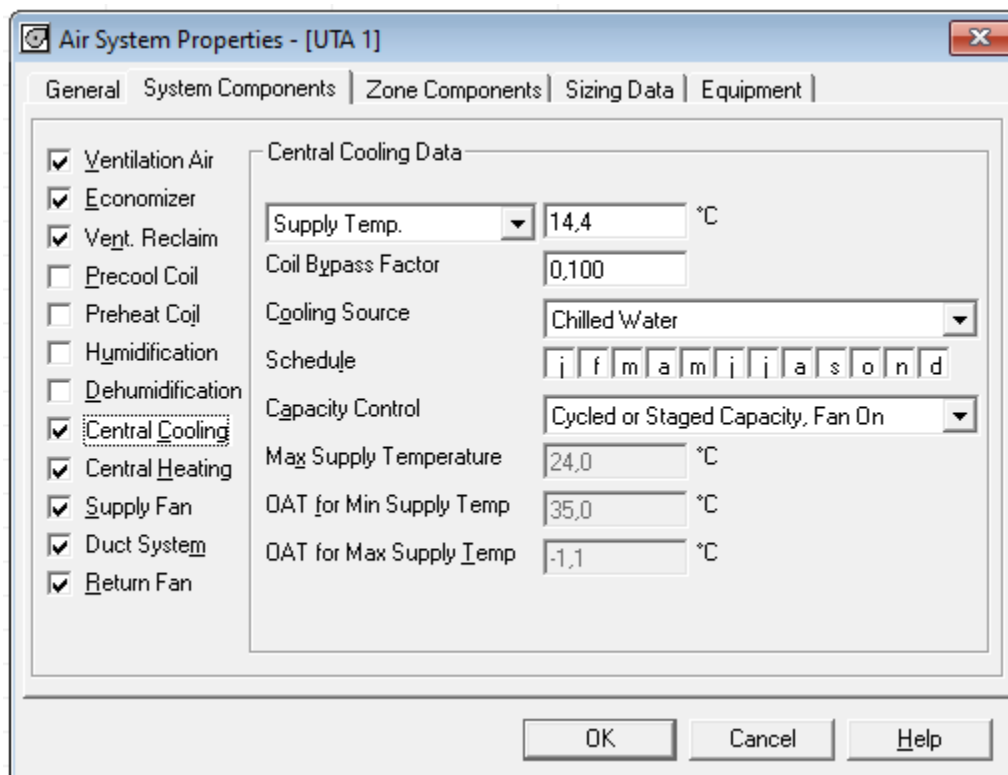 Air System Properties - [UTA 1]
General System Components Zone Components Sizing Data Equipment
Ventilation Air
Economizer
Vent. Reclaim
Precool Coil
Preheat Coil
Humidification
Dehumidification
Central Cooling
Central Heating
Supply Fan
Duct System
Return Fan
Central Cooling Data
Supply Temp. 14,4 °C
Coil Bypass Factor 0,100
Cooling Source Chilled Water
Schedule j f m a m j j a s o n d
Capacity Control Cycled or Staged Capacity, Fan On
Max Supply Temperature 24,0 °C
OAT for Min Supply Temp 35,0 °C
OAT for Max Supply Temp -1,1 °C
OK Cancel Help